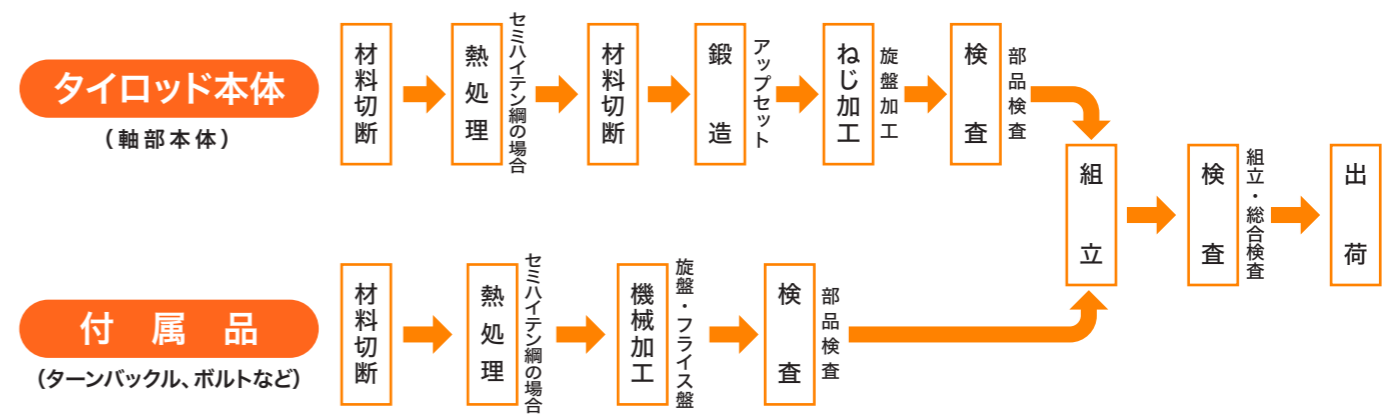 タイロッド本体
(軸部本体)
材料切断
熱処理
セミハイテン綱の場合
材料切断
鍛造
アップセット
ねじ加工
旋盤加工
検査
部品検査
付属品
(ターンバックル、ボルトなど)
材料切断
熱処理
セミハイテン綱の場合
機械加工
旋盤・フライス盤
検査
部品検査
組立
検査
組立・総合検査
出荷